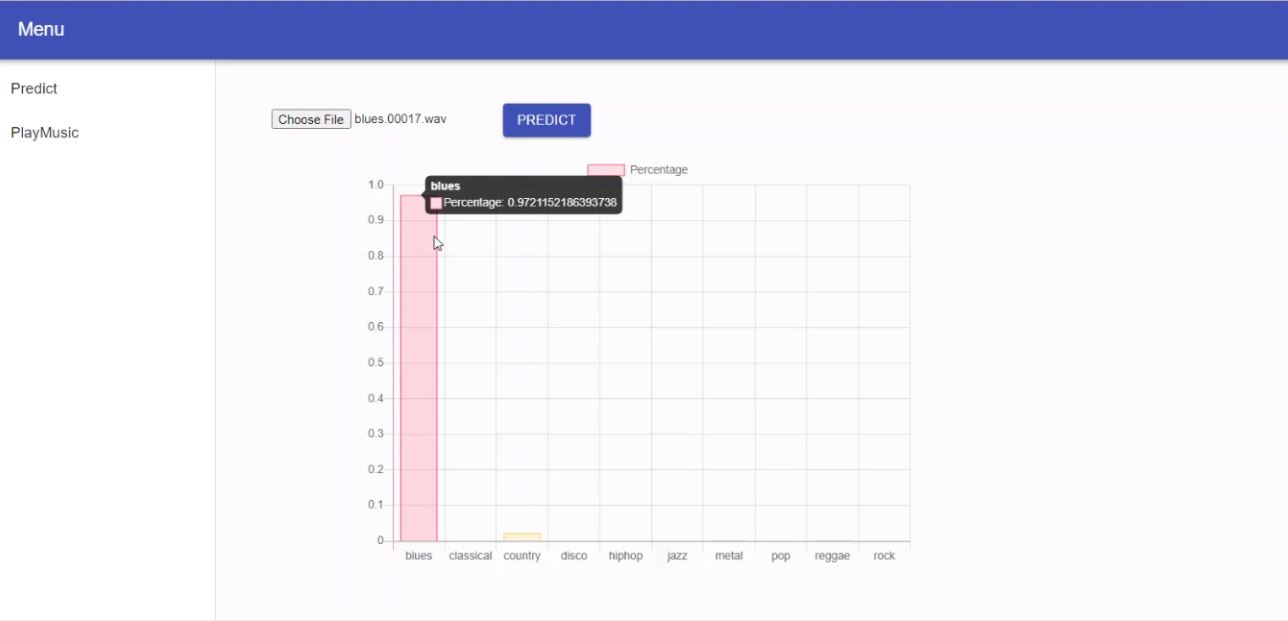 Menu
Predict
PlayMusic
Choose File blues.00017.wav
PREDICT
Percentage
blues
Percentage: 0.9721152186393738
1.0
0.9
0.8
0.7
0.6
0.5
0.4
0.3
0.2
0.1
0
blues classical country disco hiphop jazz metal pop reggae rock